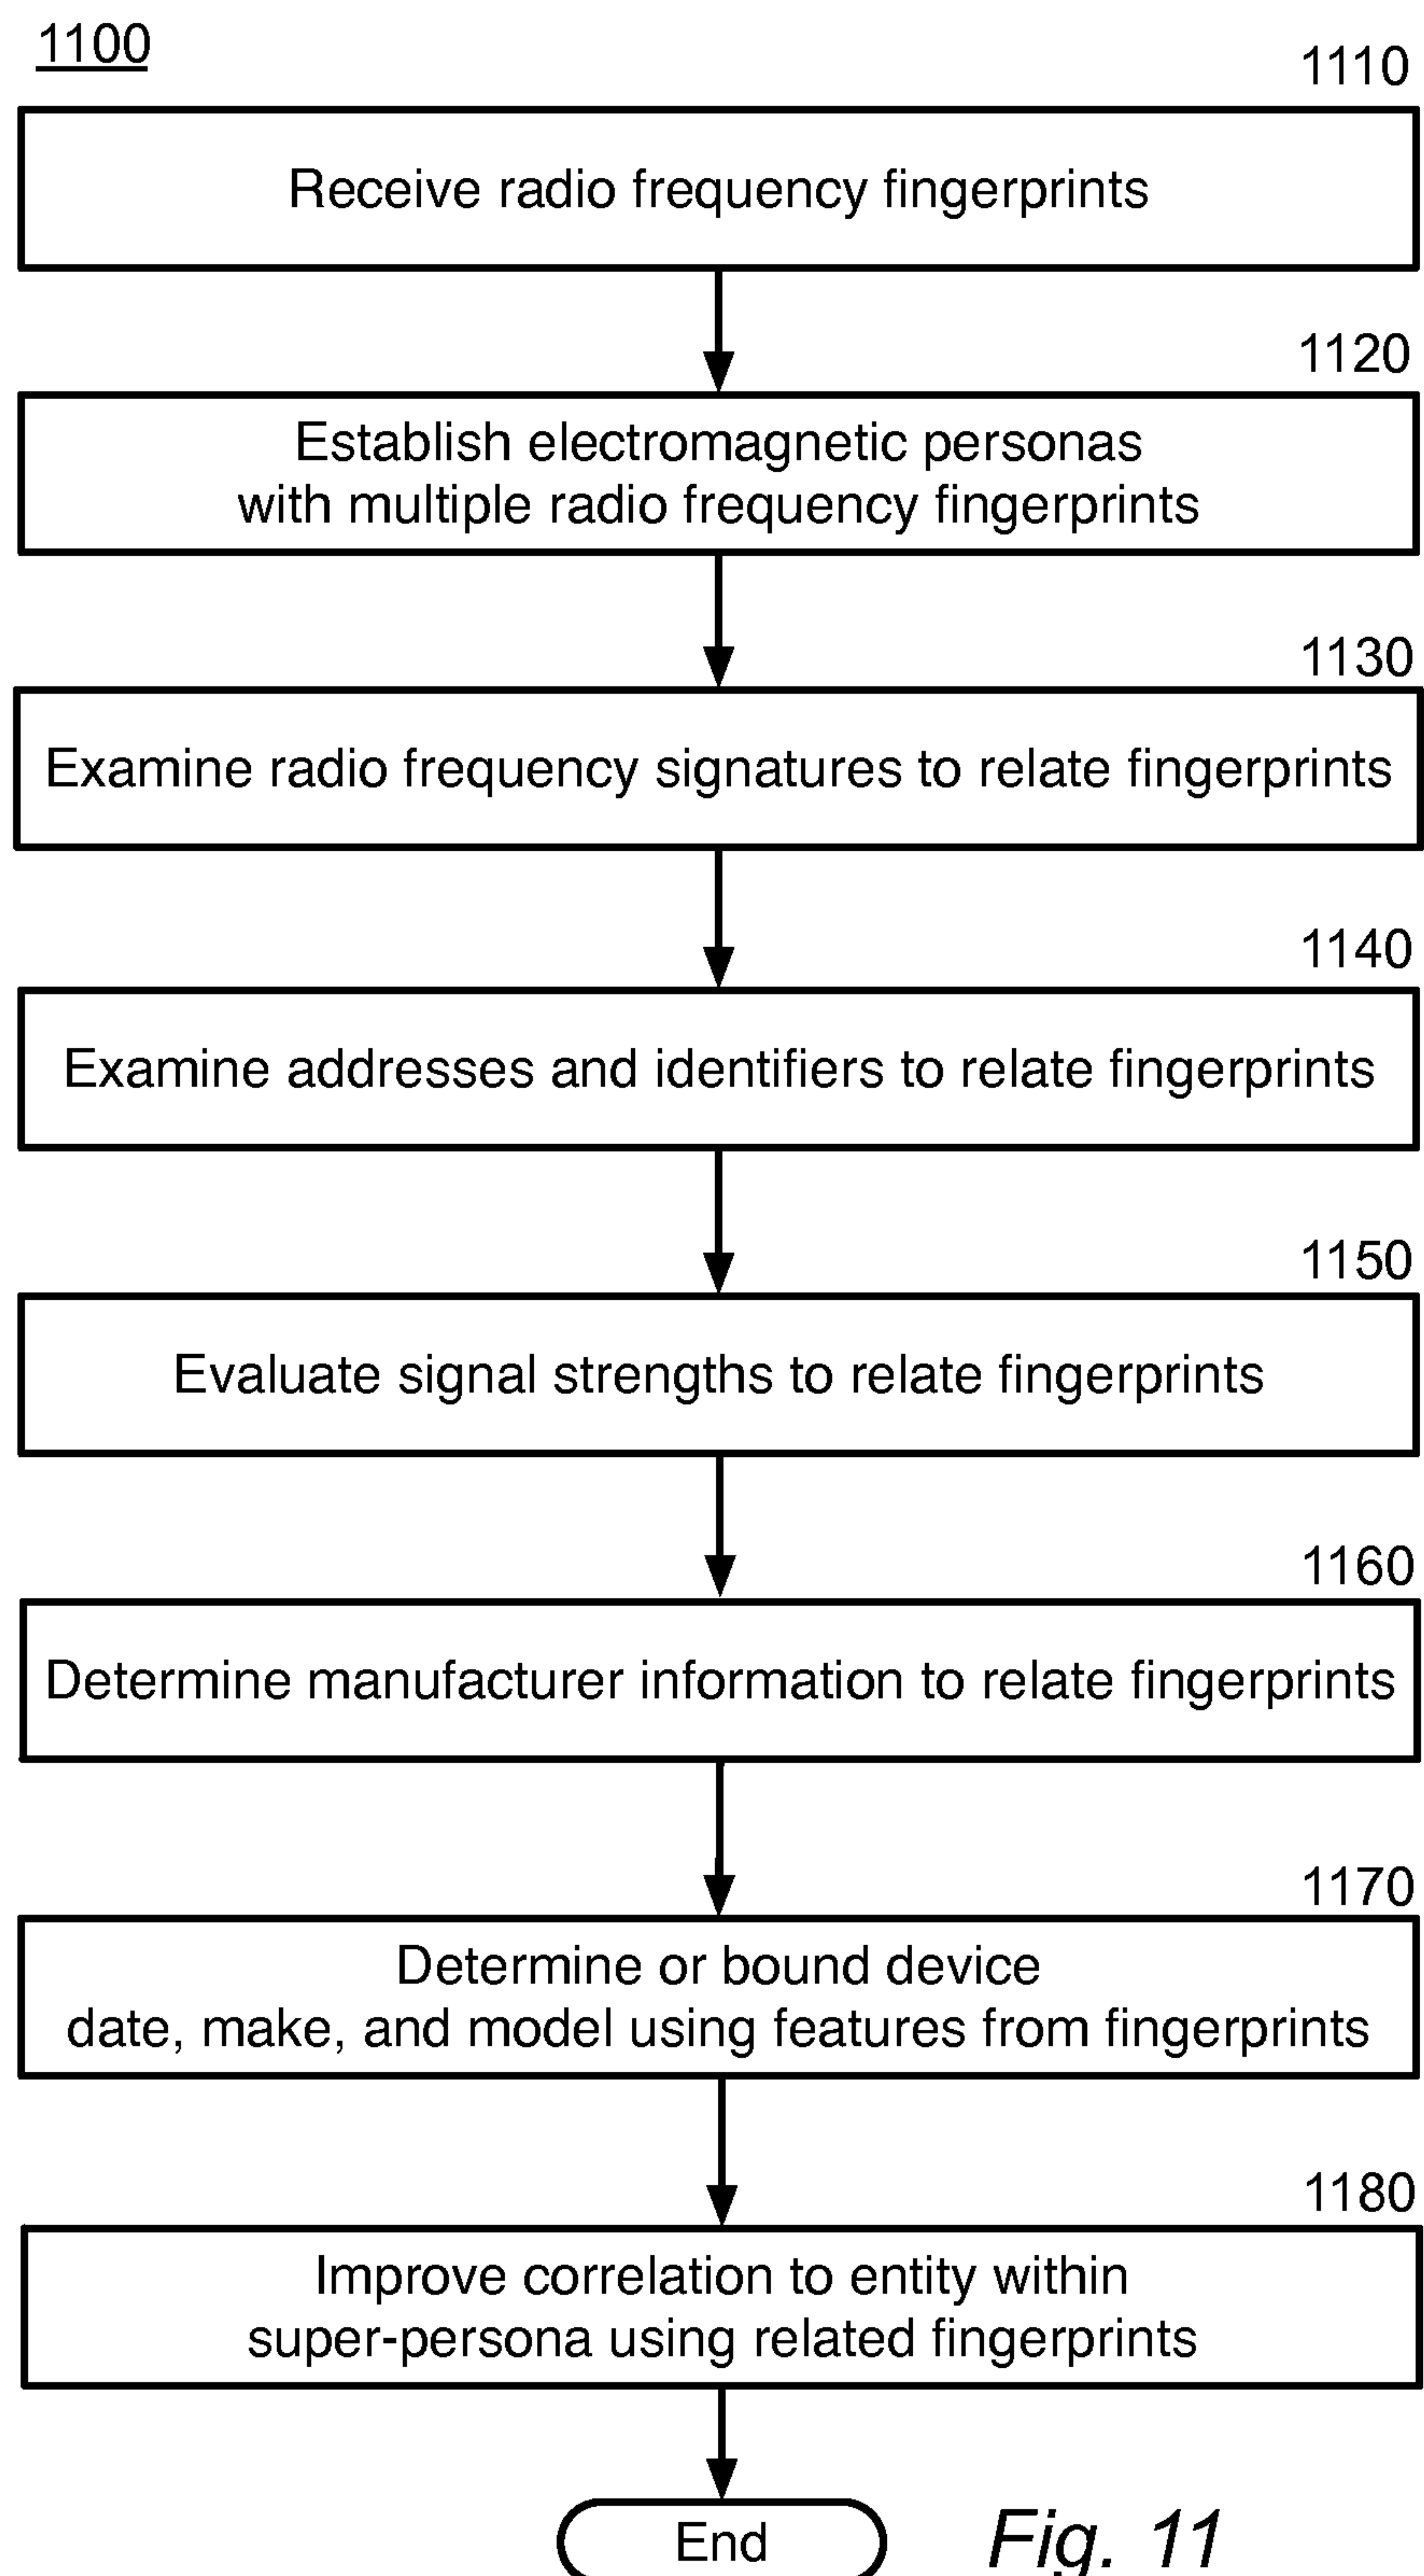 1100
1110
Receive radio frequency fingerprints
1120
Establish electromagnetic personas
with multiple radio frequency fingerprints
1130
Examine radio frequency signatures to relate fingerprints
1140
Examine addresses and identifiers to relate fingerprints
1150
Evaluate signal strengths to relate fingerprints
1160
Determine manufacturer information to relate fingerprints
1170
Determine or bound device
date, make, and model using features from fingerprints
1180
Improve correlation to entity within
super-persona using related fingerprints
End
Fig. 11